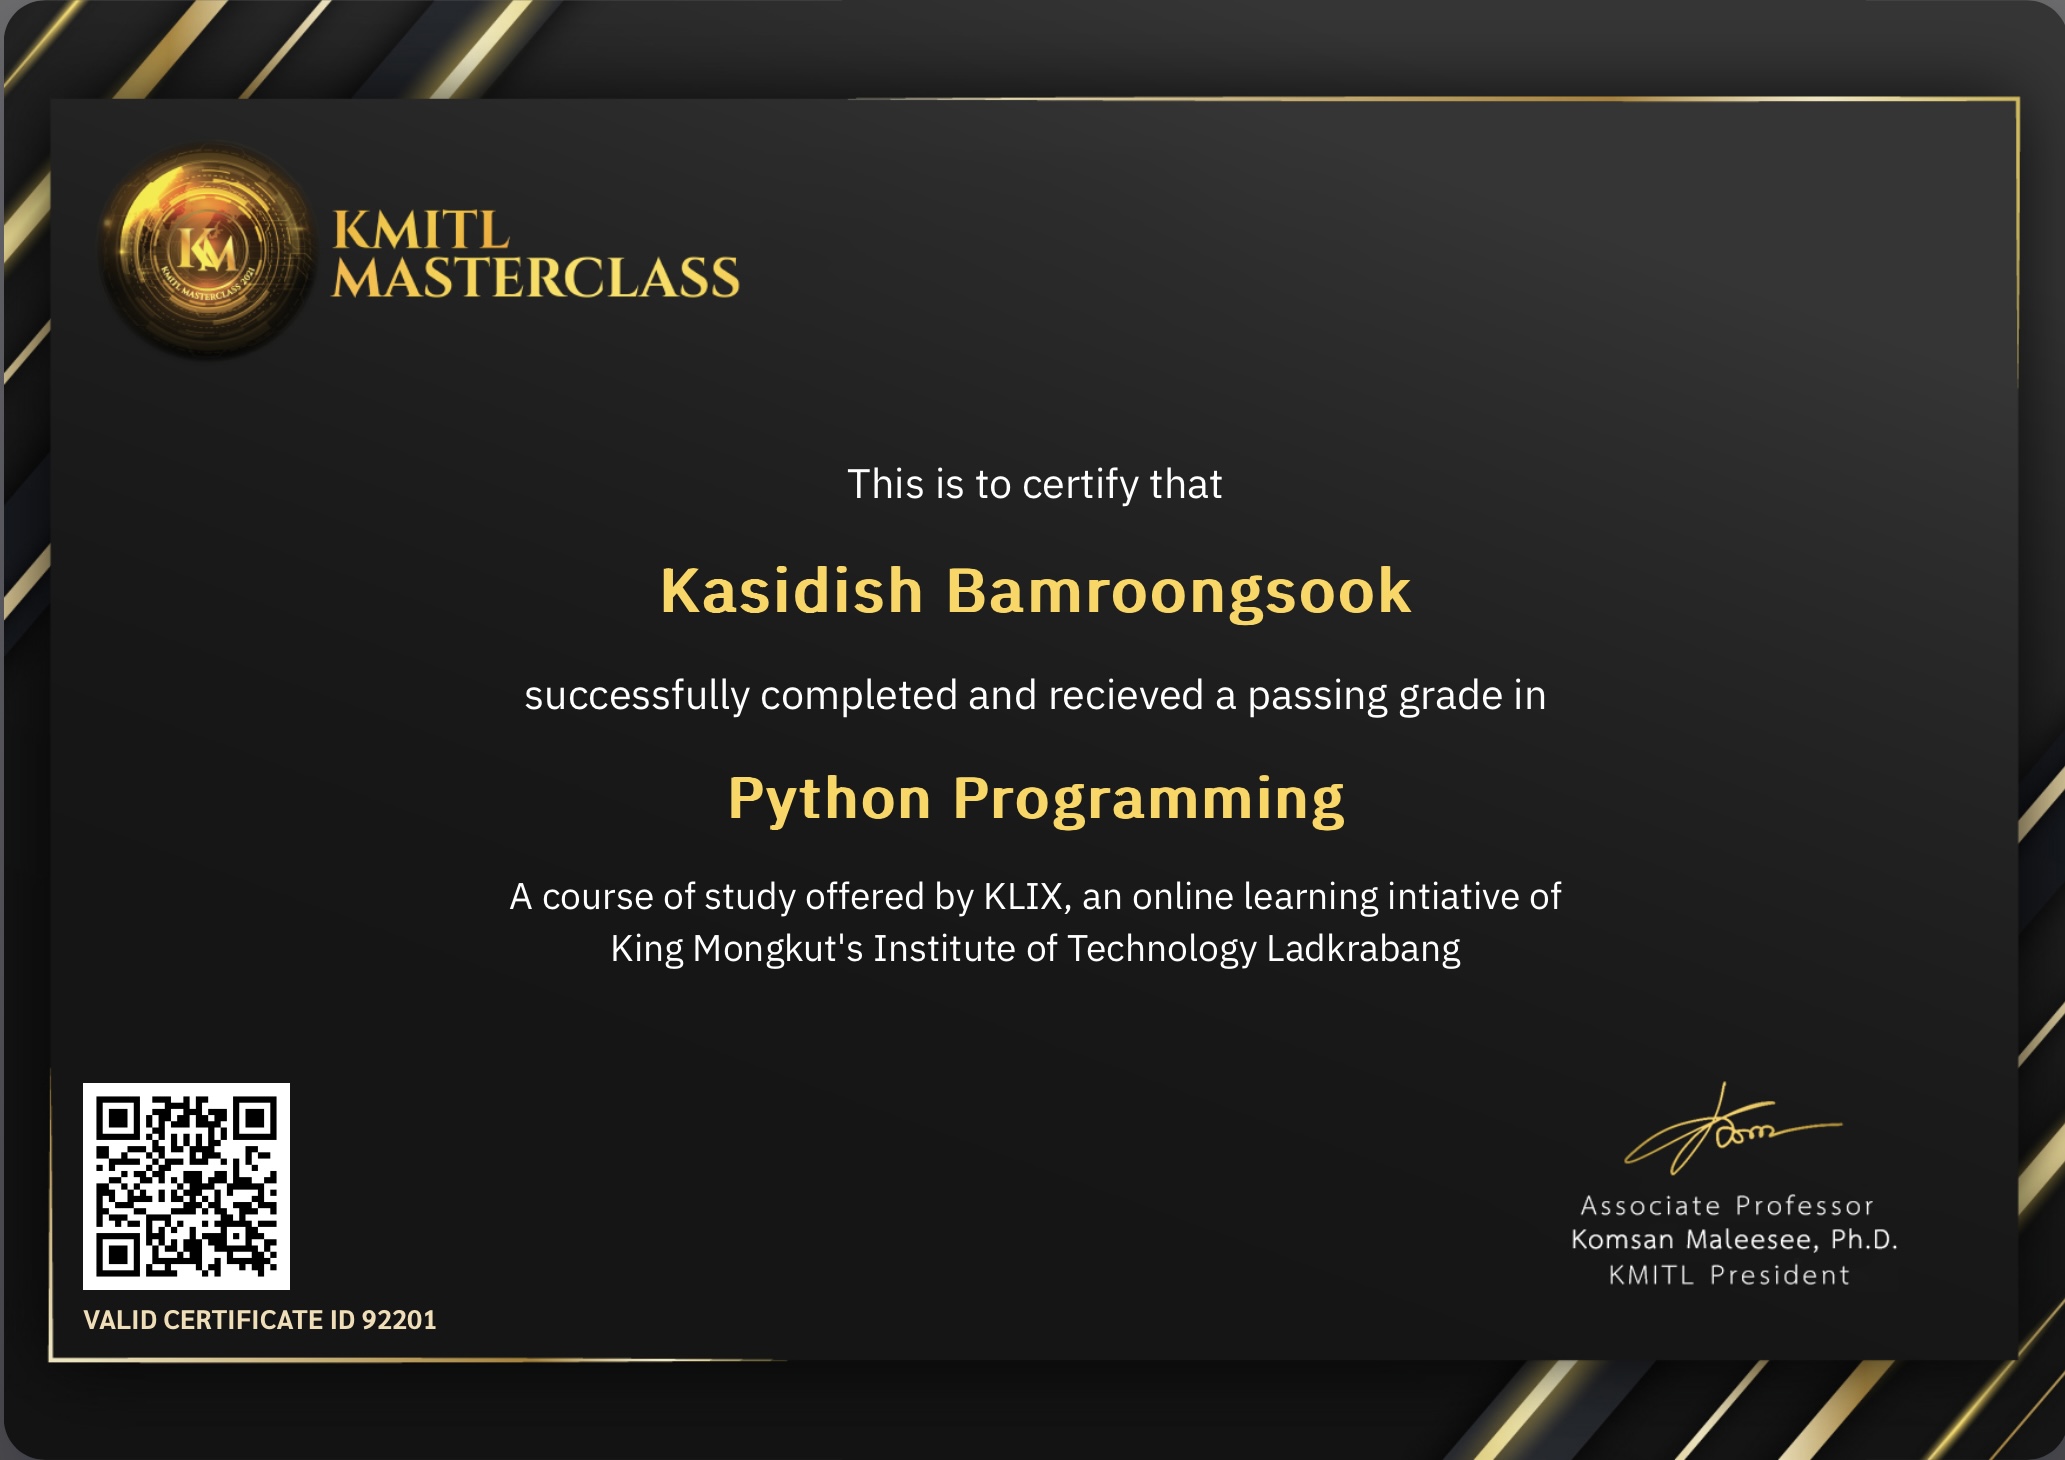 KM
KMITL MASTERCLASS 2021
KMITL
MASTERCLASS
This is to certify that
Kasidish Bamroongsook
successfully completed and recieved a passing grade in
Python Programming
A course of study offered by KLIX, an online learning intiative of
King Mongkut's Institute of Technology Ladkrabang
Associate Professor
Komsan Maleesee, Ph.D.
KMITL President
VALID CERTIFICATE ID 92201